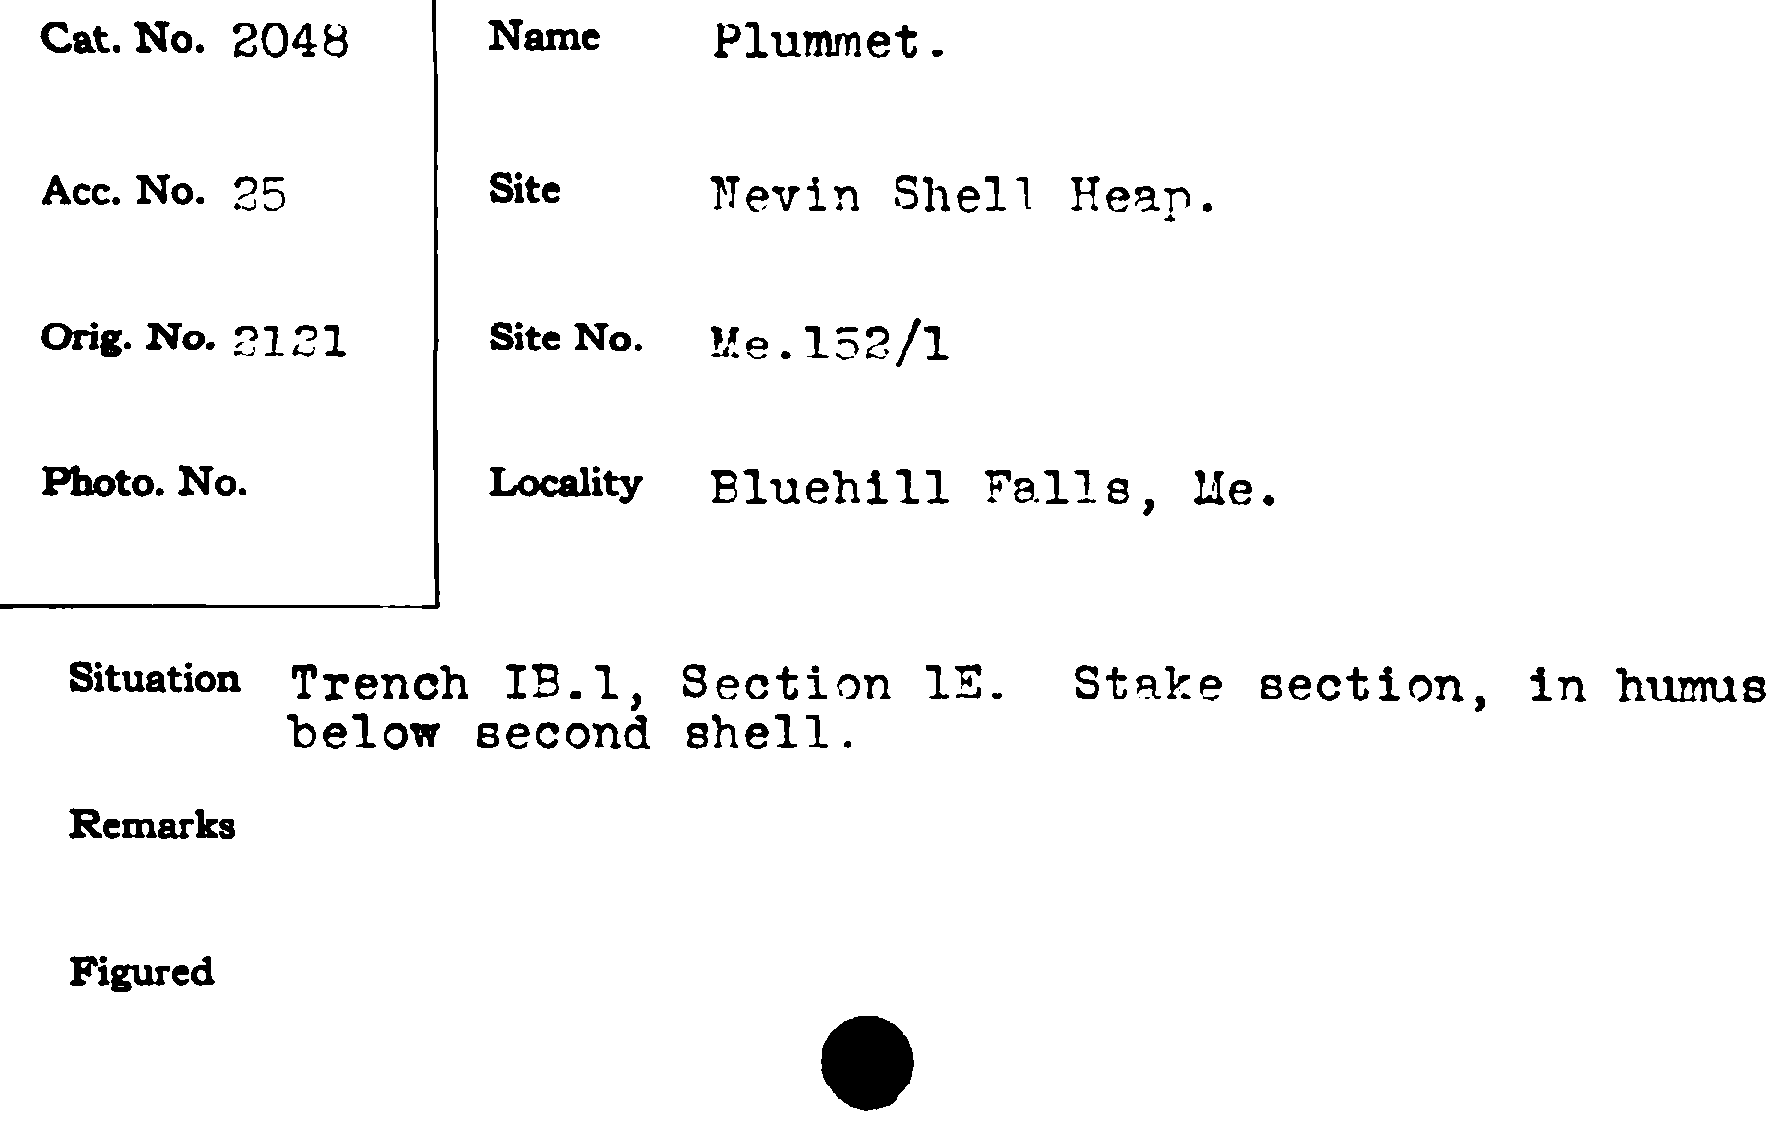 Cat. No. 2048
Name Plummet.
Acc. No. 25
Site Nevin Shell Heap.
Orig. No. 2121
Site No. Me.152/1
Photo. No.
Locality Bluehill Falls, Me.
Situation Trench IB.1, Section 1E. Stake section, in humus
below second shell.
Remarks
Figured